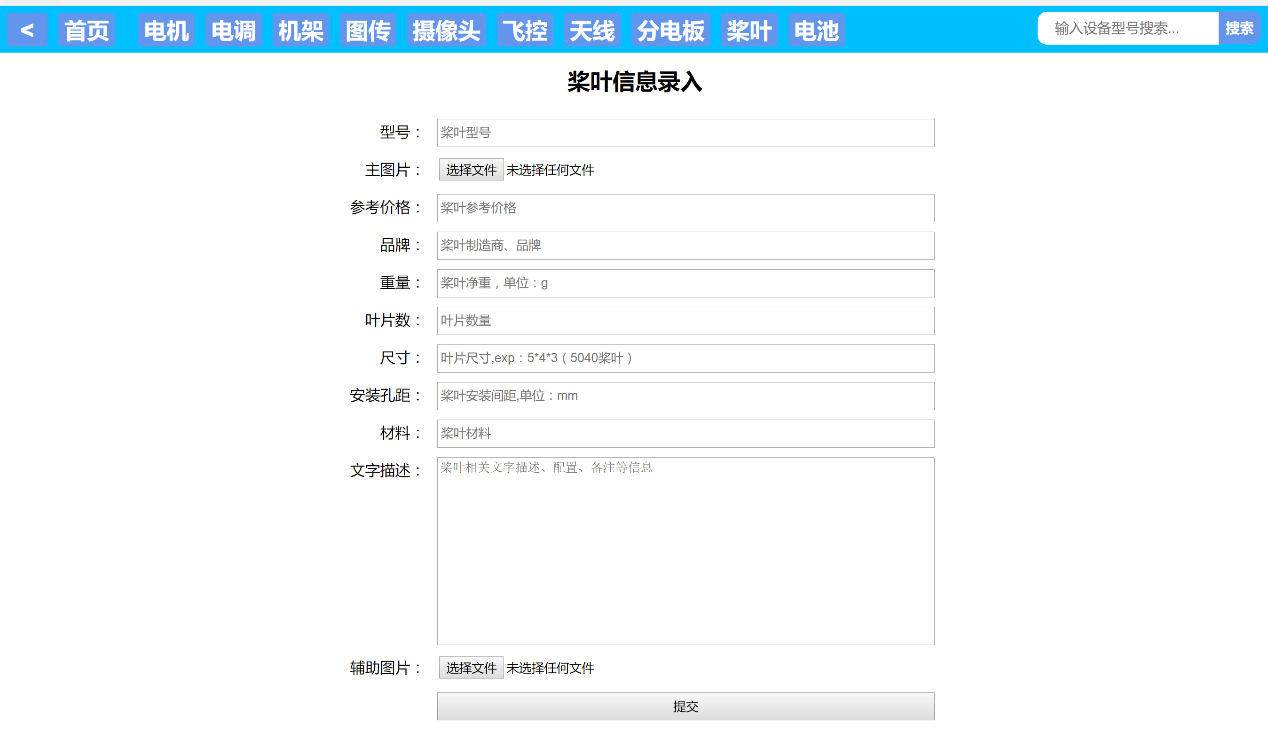 < 首页 电机 电调 机架 图传 摄像头 飞控 天线 分电板 桨叶 电池 输入设备型号搜索... 搜索
桨叶信息录入
型号： 桨叶型号
主图片： 选择文件 未选择任何文件
参考价格： 桨叶参考价格
品牌： 桨叶制造商、品牌
重量： 桨叶净重，单位：g
叶片数： 叶片数量
尺寸： 叶片尺寸,exp：5*4*3（5040桨叶）
安装孔距： 桨叶安装间距,单位：mm
材料： 桨叶材料
文字描述： 桨叶相关文字描述、配置、备注等信息
辅助图片： 选择文件 未选择任何文件
提交